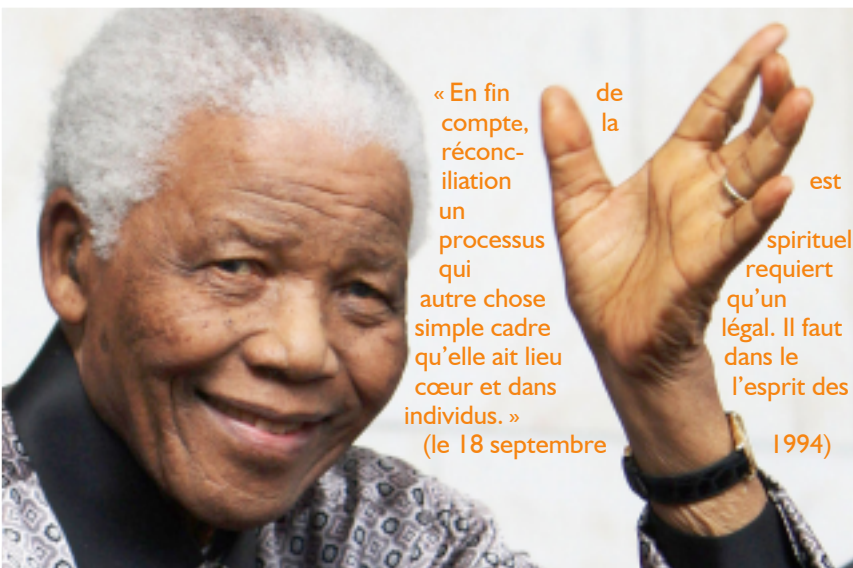 « En fin de
compte, la
réconc-
iliation est
un
processus spirituel
qui requiert
autre chose qu'un
simple cadre légal. Il faut
qu'elle ait lieu dans le
cœur et dans l'esprit des
individus. »
(le 18 septembre 1994)